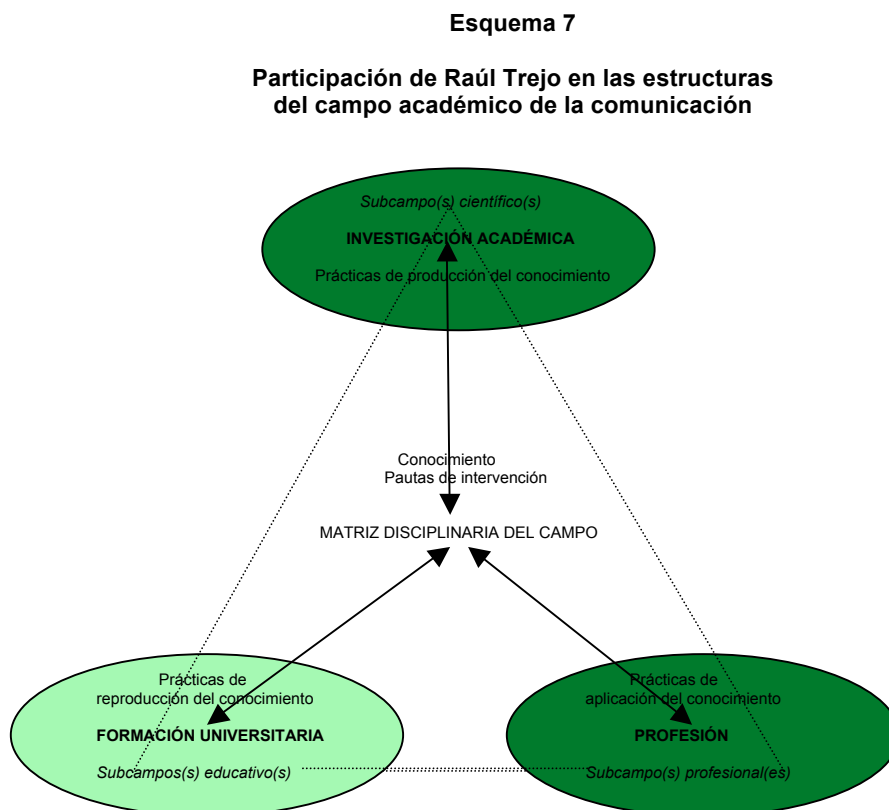 Esquema 7
Participación de Raúl Trejo en las estructuras
del campo académico de la comunicación
Subcampo(s) científico(s)
INVESTIGACIÓN ACADÉMICA
Prácticas de producción del conocimiento
Conocimiento
Pautas de intervención
MATRIZ DISCIPLINARIA DEL CAMPO
Prácticas de
reproducción del conocimiento
FORMACIÓN UNIVERSITARIA
Subcampos(s) educativo(s)
Prácticas de
aplicación del conocimiento
PROFESIÓN
Subcampo(s) profesional(es)